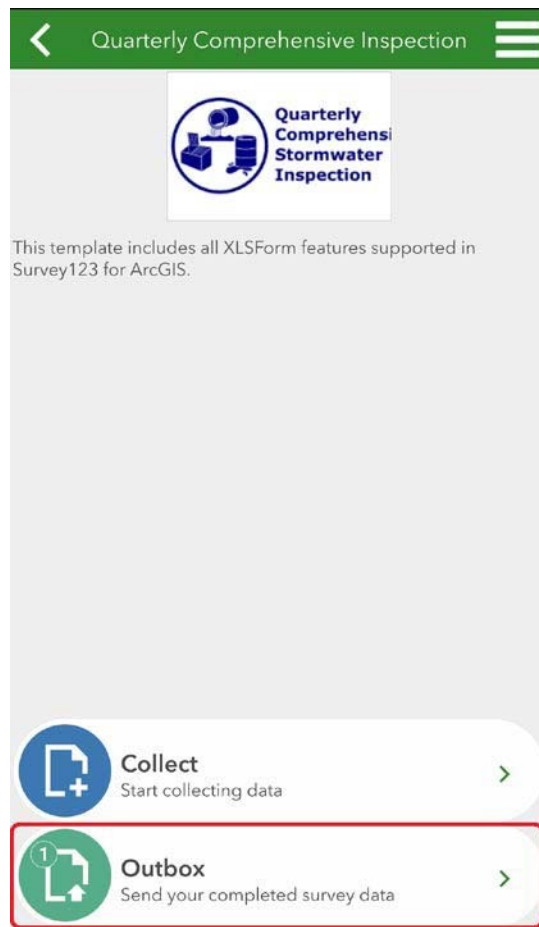 Quarterly Comprehensive Inspection
Quarterly
Comprehensi
Stormwater
Inspection
This template includes all XLSForm features supported in
Survey123 for ArcGIS.
Collect
Start collecting data
1
Outbox
Send your completed survey data